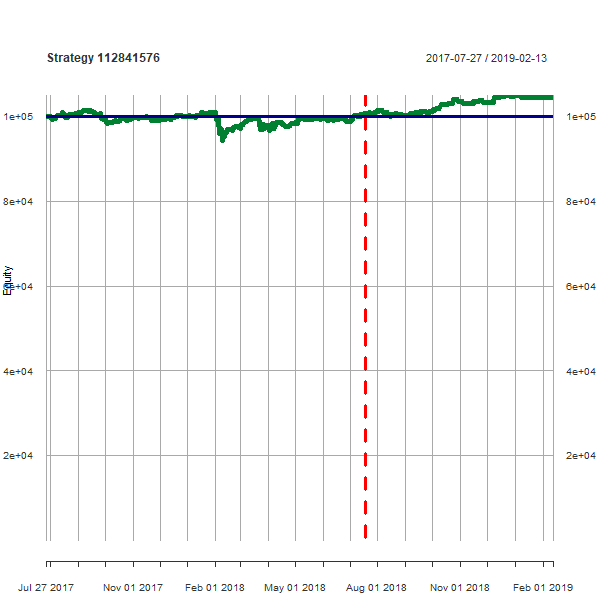 Strategy 112841576
2017-07-27 / 2019-02-13
1e+05
1e+05
8e+04
8e+04
Equity
6e+04
6e+04
4e+04
4e+04
2e+04
2e+04
Jul 27 2017
Nov 01 2017
Feb 01 2018
May 01 2018
Aug 01 2018
Nov 01 2018
Feb 01 2019